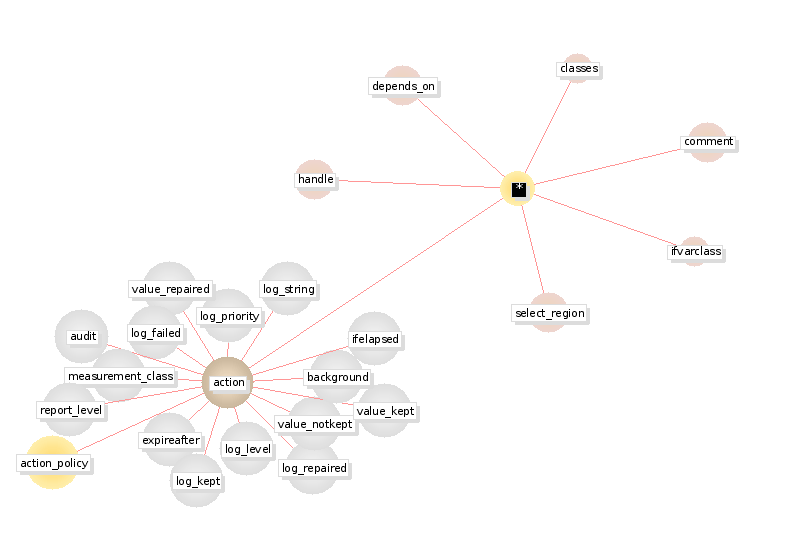 classes
depends_on
comment
handle
*
ifvarclass
value_repaired
log_string
select_region
log_priority
audit
log_failed
ifelapsed
measurement_class
action
background
report_level
value_kept
value_notkept
expireafter
log_level
action_policy
log_repaired
log_kept